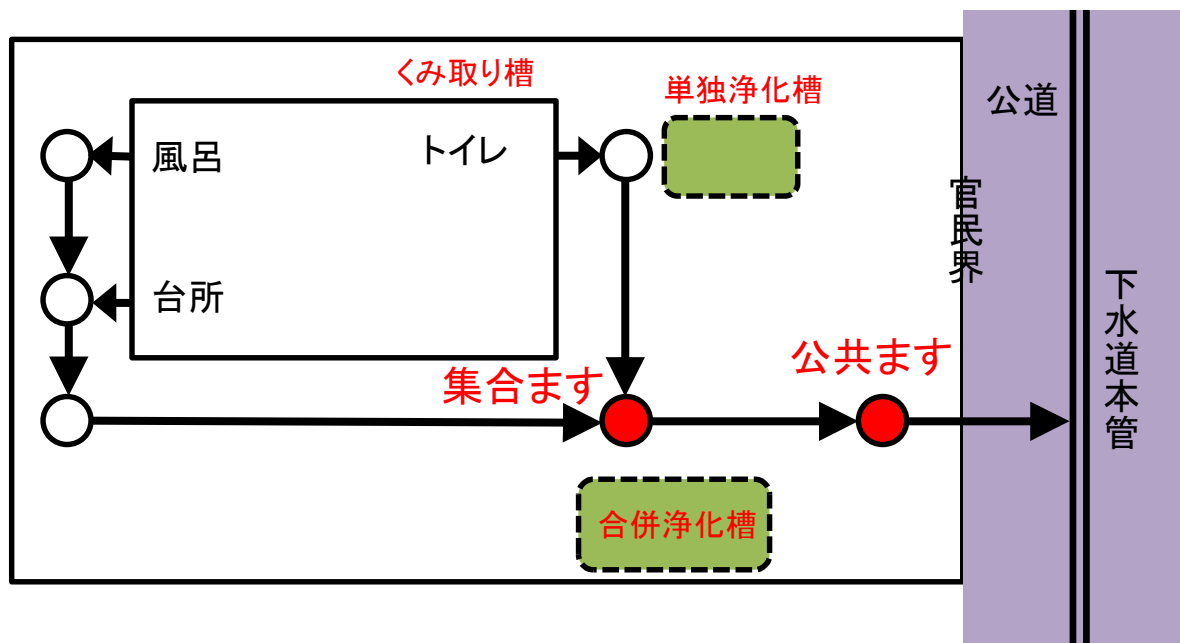 くみ取り槽
単独浄化槽
公道
風呂
トイレ
官民界
台所
下水道本管
公共ます
集合ます
合併浄化槽